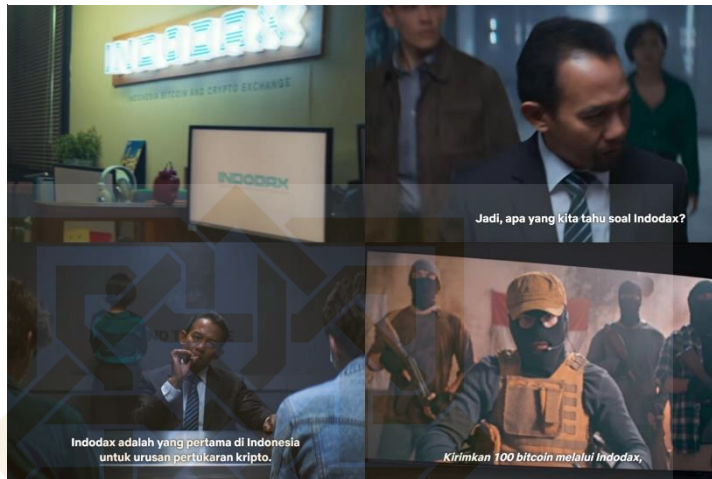 INDODAX
INDONESIA BITCOIN AND CRYPTO EXCHANGE
INDODAX
Jadi, apa yang kita tahu soal Indodax?
Indodax adalah yang pertama di Indonesia
untuk urusan pertukaran kripto.
Kirimkan 100 bitcoin melalui Indodax,